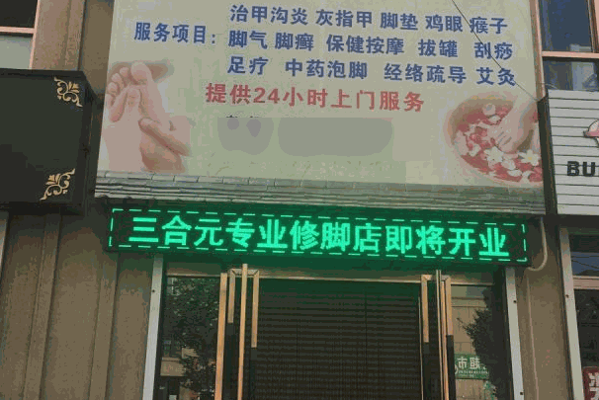 治甲沟炎 灰指甲 脚垫 鸡眼 瘊子
服务项目：脚气 脚癣 保健按摩 拔罐 刮痧
足疗 中药泡脚 经络疏导 艾灸
提供24小时上门服务
三合元专业修脚店即将开业
BU